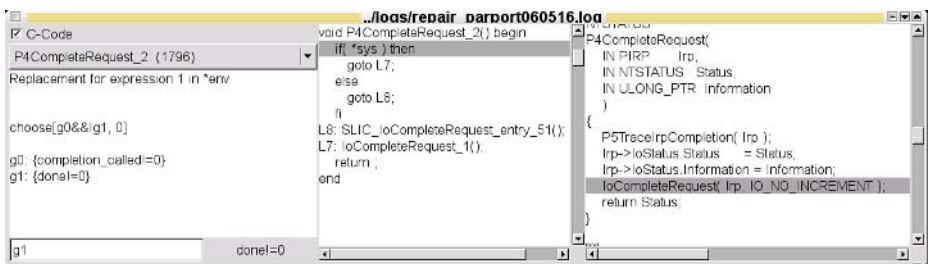 ../logs/repair_parport060516.log
C-Code
P4CompleteRequest_2: (1796)
Replacement for expression 1 in *env
choose[g0&&!g1, 0]
g0: {completion_called!=0}
g1: {done!=0}
g1
done!=0
void P4CompleteRequest_2() begin
if( *sys ) then
goto L7;
else
goto L8;
fi
L8: SLIC_IoCompleteRequest_entry_51();
L7: IoCompleteRequest_1();
return ;
end
NTSTATUS
P4CompleteRequest(
IN PIRP Irp,
IN NTSTATUS Status,
IN ULONG_PTR Information
)
{
P5TraceIrpCompletion( Irp );
Irp->IoStatus.Status = Status;
Irp->IoStatus.Information = Information;
IoCompleteRequest( Irp, IO_NO_INCREMENT );
return Status;
}